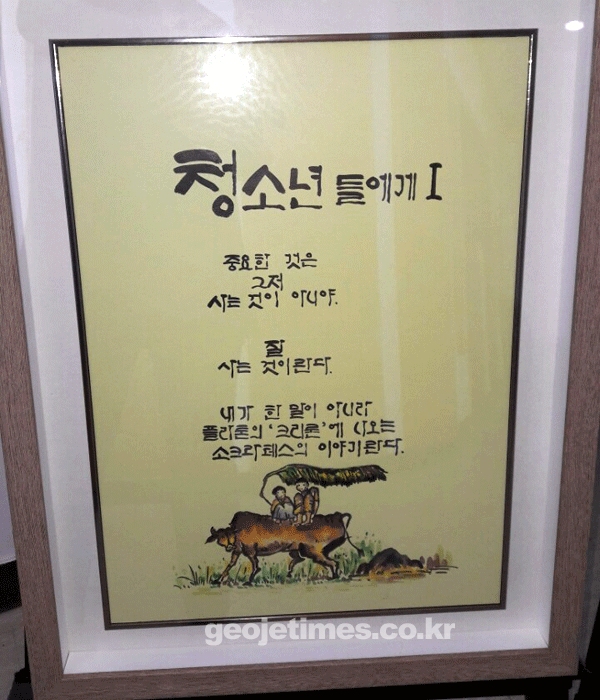 청소년들에게 I
중요한 것은
그저
사는 것이 아니야.
잘
사는 것이란다.
내가 한 말이 아니라
플라톤의 '크리톤'에 나오는
소크라테스의 이야기란다.
geojetimes.co.kr